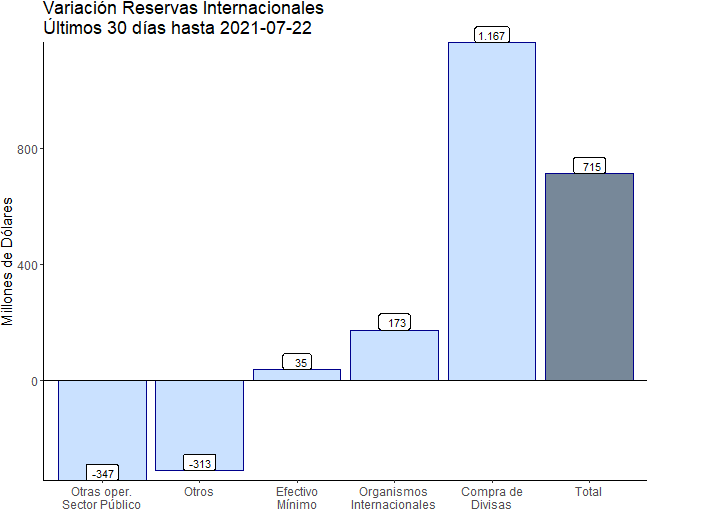 Variación Reservas Internacionales
Últimos 30 días hasta 2021-07-22
Millones de Dólares
800
400
0
-347
-313
35
173
1.167
715
Otras oper.
Sector Público
Otros
Efectivo
Mínimo
Organismos
Internacionales
Compra de
Divisas
Total